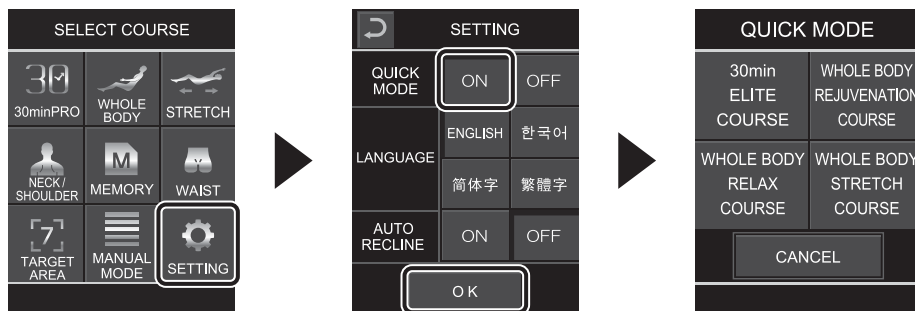 SELECT COURSE
30
30minPRO
WHOLE
BODY
STRETCH
NECK/
SHOULDER
M
MEMORY
WAIST
7
TARGET
AREA
MANUAL
MODE
SETTING
SETTING
QUICK
MODE
ON
OFF
LANGUAGE
ENGLISH
한국어
简体字
繁體字
AUTO
RECLINE
ON
OFF
OK
QUICK MODE
30min
ELITE
COURSE
WHOLE BODY
REJUVENATION
COURSE
WHOLE BODY
RELAX
COURSE
WHOLE BODY
STRETCH
COURSE
CANCEL